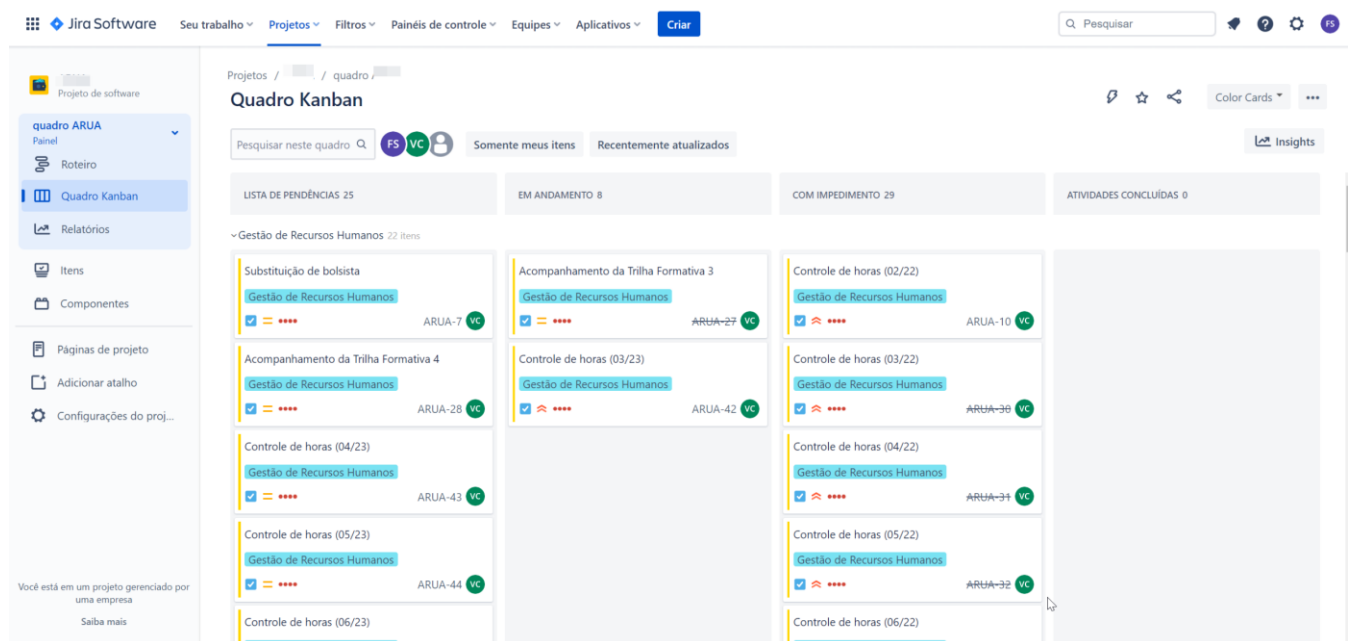 Jira Software Seu trabalho Projetos Filtros Painéis de controle Equipes Aplicativos Criar Pesquisar FS
Projeto de software
quadro ARUA
Painel
Roteiro
Quadro Kanban
Relatórios
Itens
Componentes
Páginas de projeto
Adicionar atalho
Configurações do proj...
Você está em um projeto gerenciado por
uma empresa
Saiba mais
Projetos / / quadro
Quadro Kanban
Color Cards
Pesquisar neste quadro FS VC Somente meus itens Recentemente atualizados Insights
LISTA DE PENDÊNCIAS 25 EM ANDAMENTO 8 COM IMPEDIMENTO 29 ATIVIDADES CONCLUÍDAS 0
Gestão de Recursos Humanos 22 itens
Substituição de bolsista
Gestão de Recursos Humanos
ARUA-7 VC
Acompanhamento da Trilha Formativa 4
Gestão de Recursos Humanos
ARUA-28 VC
Controle de horas (04/23)
Gestão de Recursos Humanos
ARUA-43 VC
Controle de horas (05/23)
Gestão de Recursos Humanos
ARUA-44 VC
Controle de horas (06/23)
Acompanhamento da Trilha Formativa 3
Gestão de Recursos Humanos
ARUA-27 VC
Controle de horas (03/23)
Gestão de Recursos Humanos
ARUA-42 VC
Controle de horas (02/22)
Gestão de Recursos Humanos
ARUA-10 VC
Controle de horas (03/22)
Gestão de Recursos Humanos
ARUA-30 VC
Controle de horas (04/22)
Gestão de Recursos Humanos
ARUA-31 VC
Controle de horas (05/22)
Gestão de Recursos Humanos
ARUA-32 VC
Controle de horas (06/22)